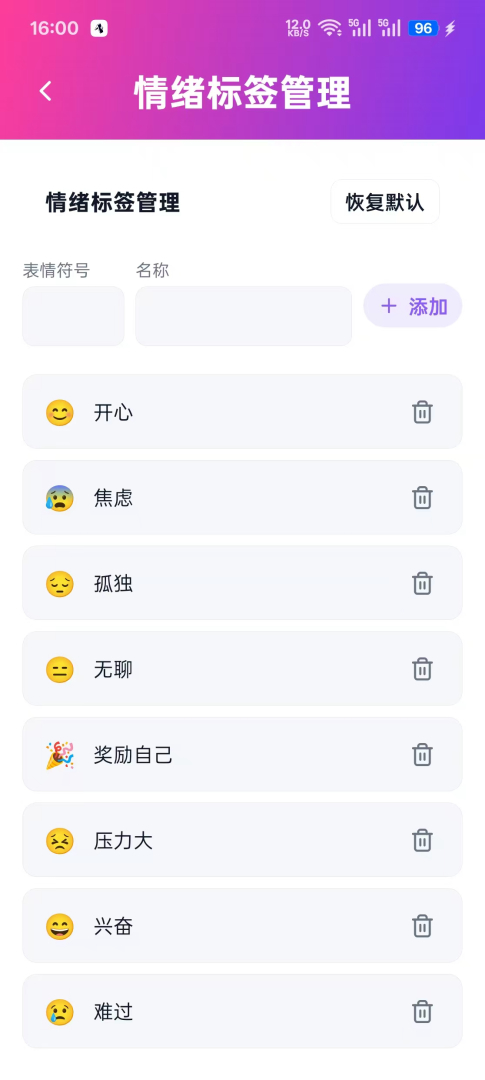 16:00 12.0 KB/S 5G 5G 96
情绪标签管理
情绪标签管理 恢复默认
表情符号 名称
+ 添加
😊 开心
😰 焦虑
😔 孤独
😑 无聊
🎉 奖励自己
😣 压力大
😄 兴奋
😢 难过